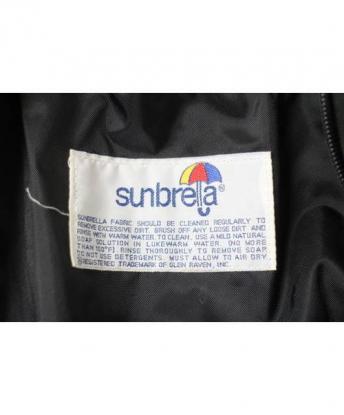 sunbrella®
SUNBRELLA FABRIC SHOULD BE CLEANED REGULARLY TO
REMOVE EXCESSIVE DIRT. BRUSH OFF ANY LOOSE DIRT AND
RINSE WITH WARM WATER TO CLEAN. USE A MILD NATURAL
SOAP SOLUTION IN LUKEWARM WATER. (NO MORE
THAN 100°F). RINSE THOROUGHLY TO REMOVE SOAP.
DO NOT USE DETERGENTS. MUST ALLOW TO AIR DRY.
®REGISTERED TRADEMARK OF GLEN RAVEN, INC.